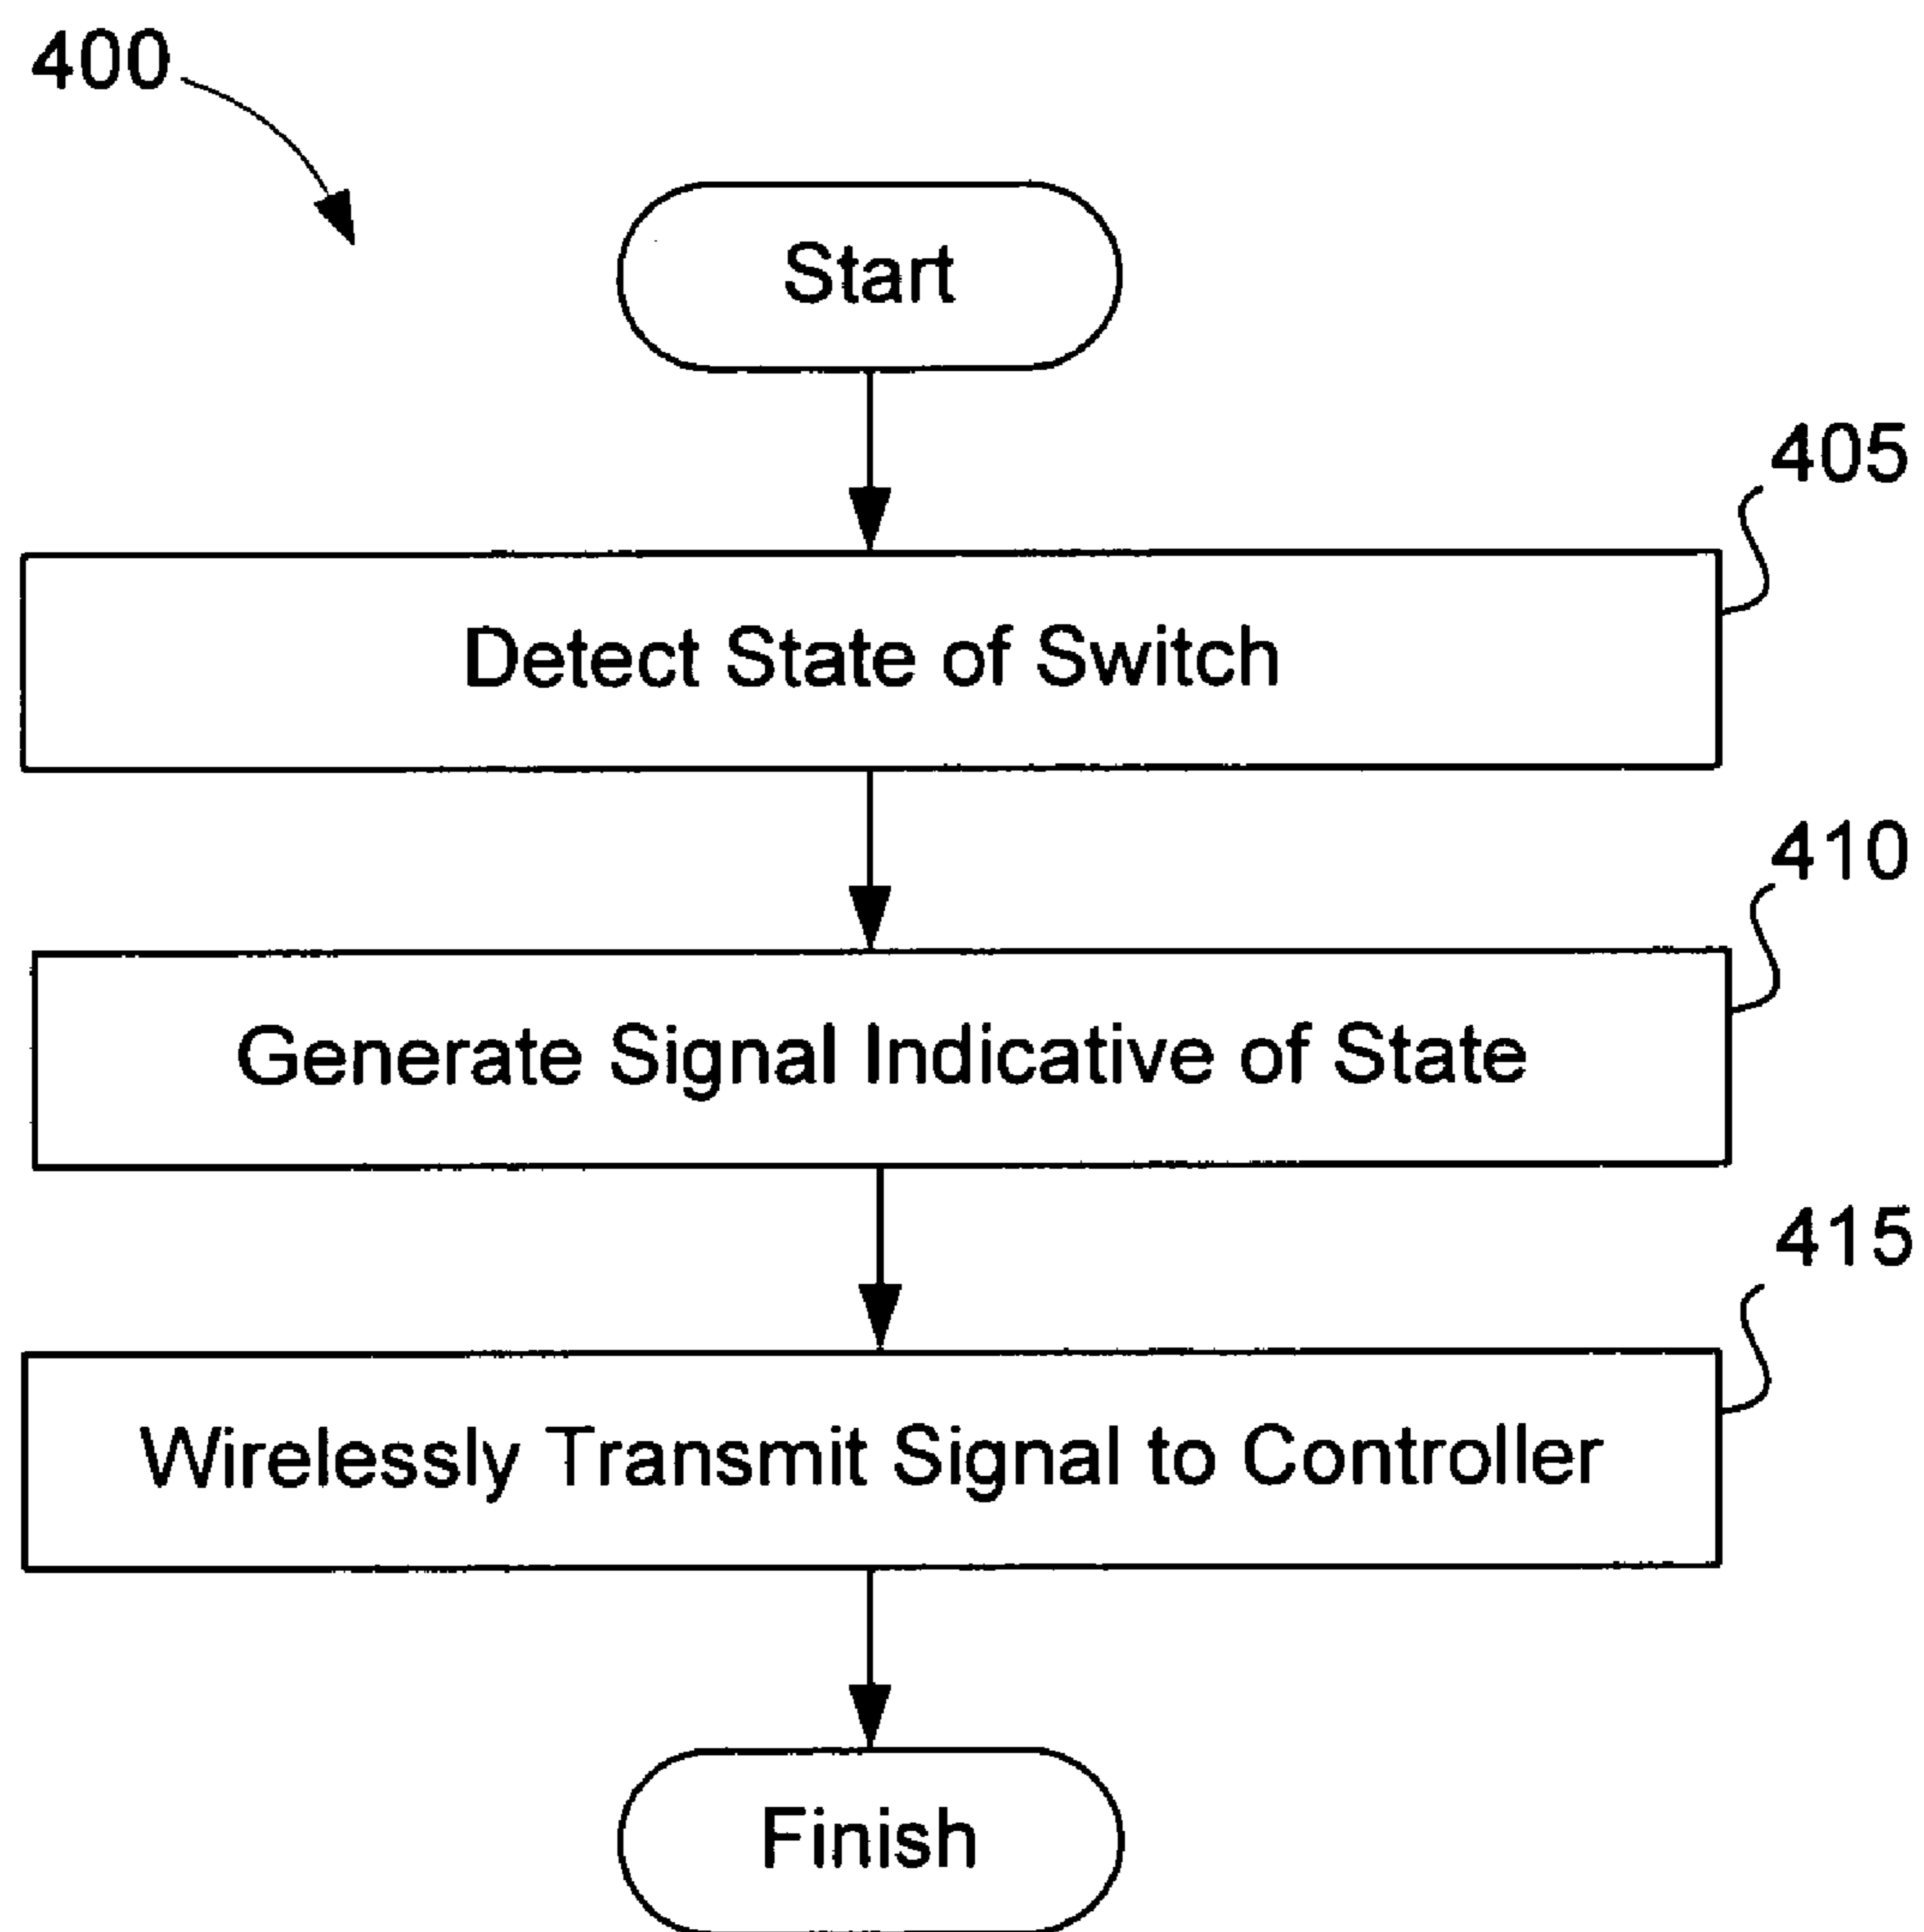 400
Start
405
Detect State of Switch
410
Generate Signal Indicative of State
415
Wirelessly Transmit Signal to Controller
Finish